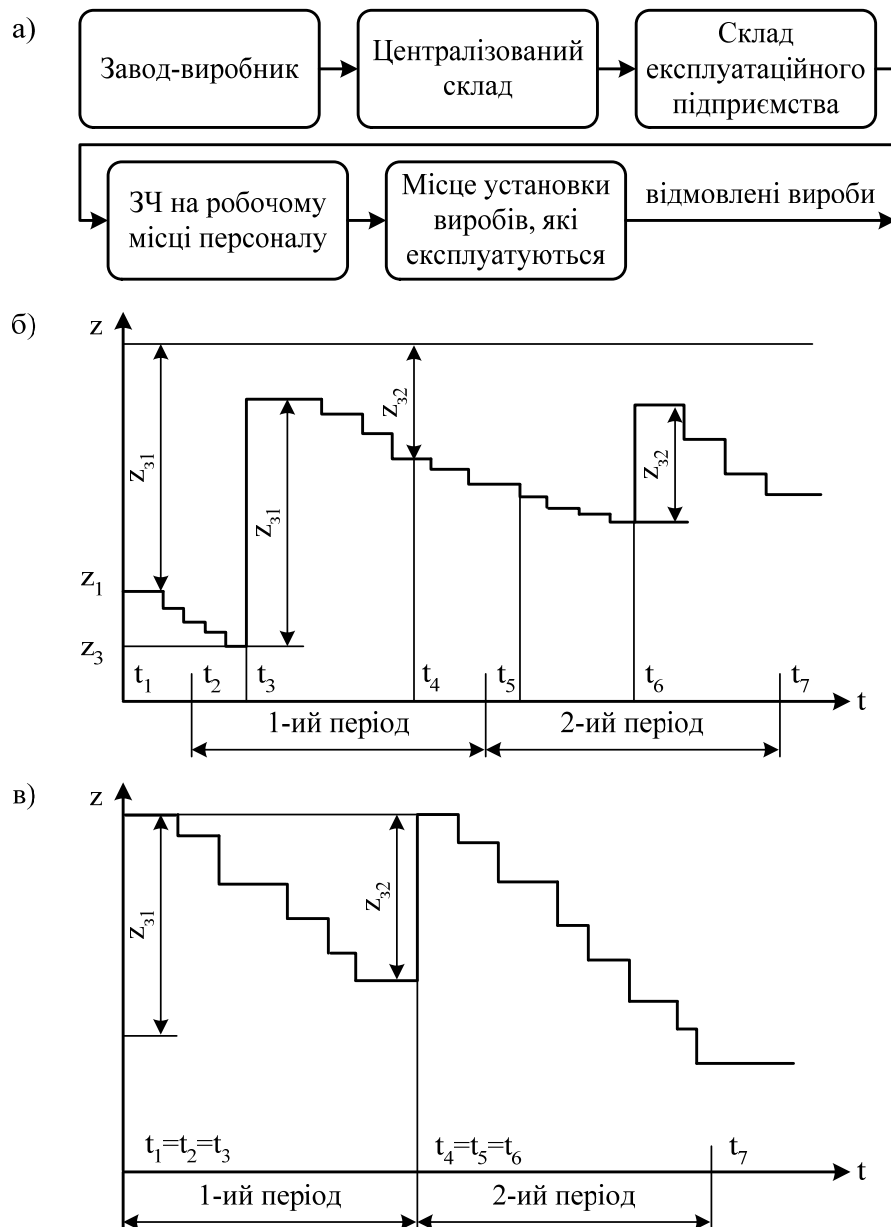 а)
Завод-виробник
Централізований
склад
Склад
експлуатаційного
підприємства
ЗЧ на робочому
місці персоналу
Місце установки
виробів, які
експлуатуються
відмовлені вироби
б)
z
z₃₁
z₃₁
z₃₂
z₃₂
z₁
z₃
t₁
t₂
t₃
t₄
t₅
t₆
t₇
t
1-ий період
2-ий період
в)
z
z₃₁
z₃₂
t₁=t₂=t₃
t₄=t₅=t₆
t₇
t
1-ий період
2-ий період